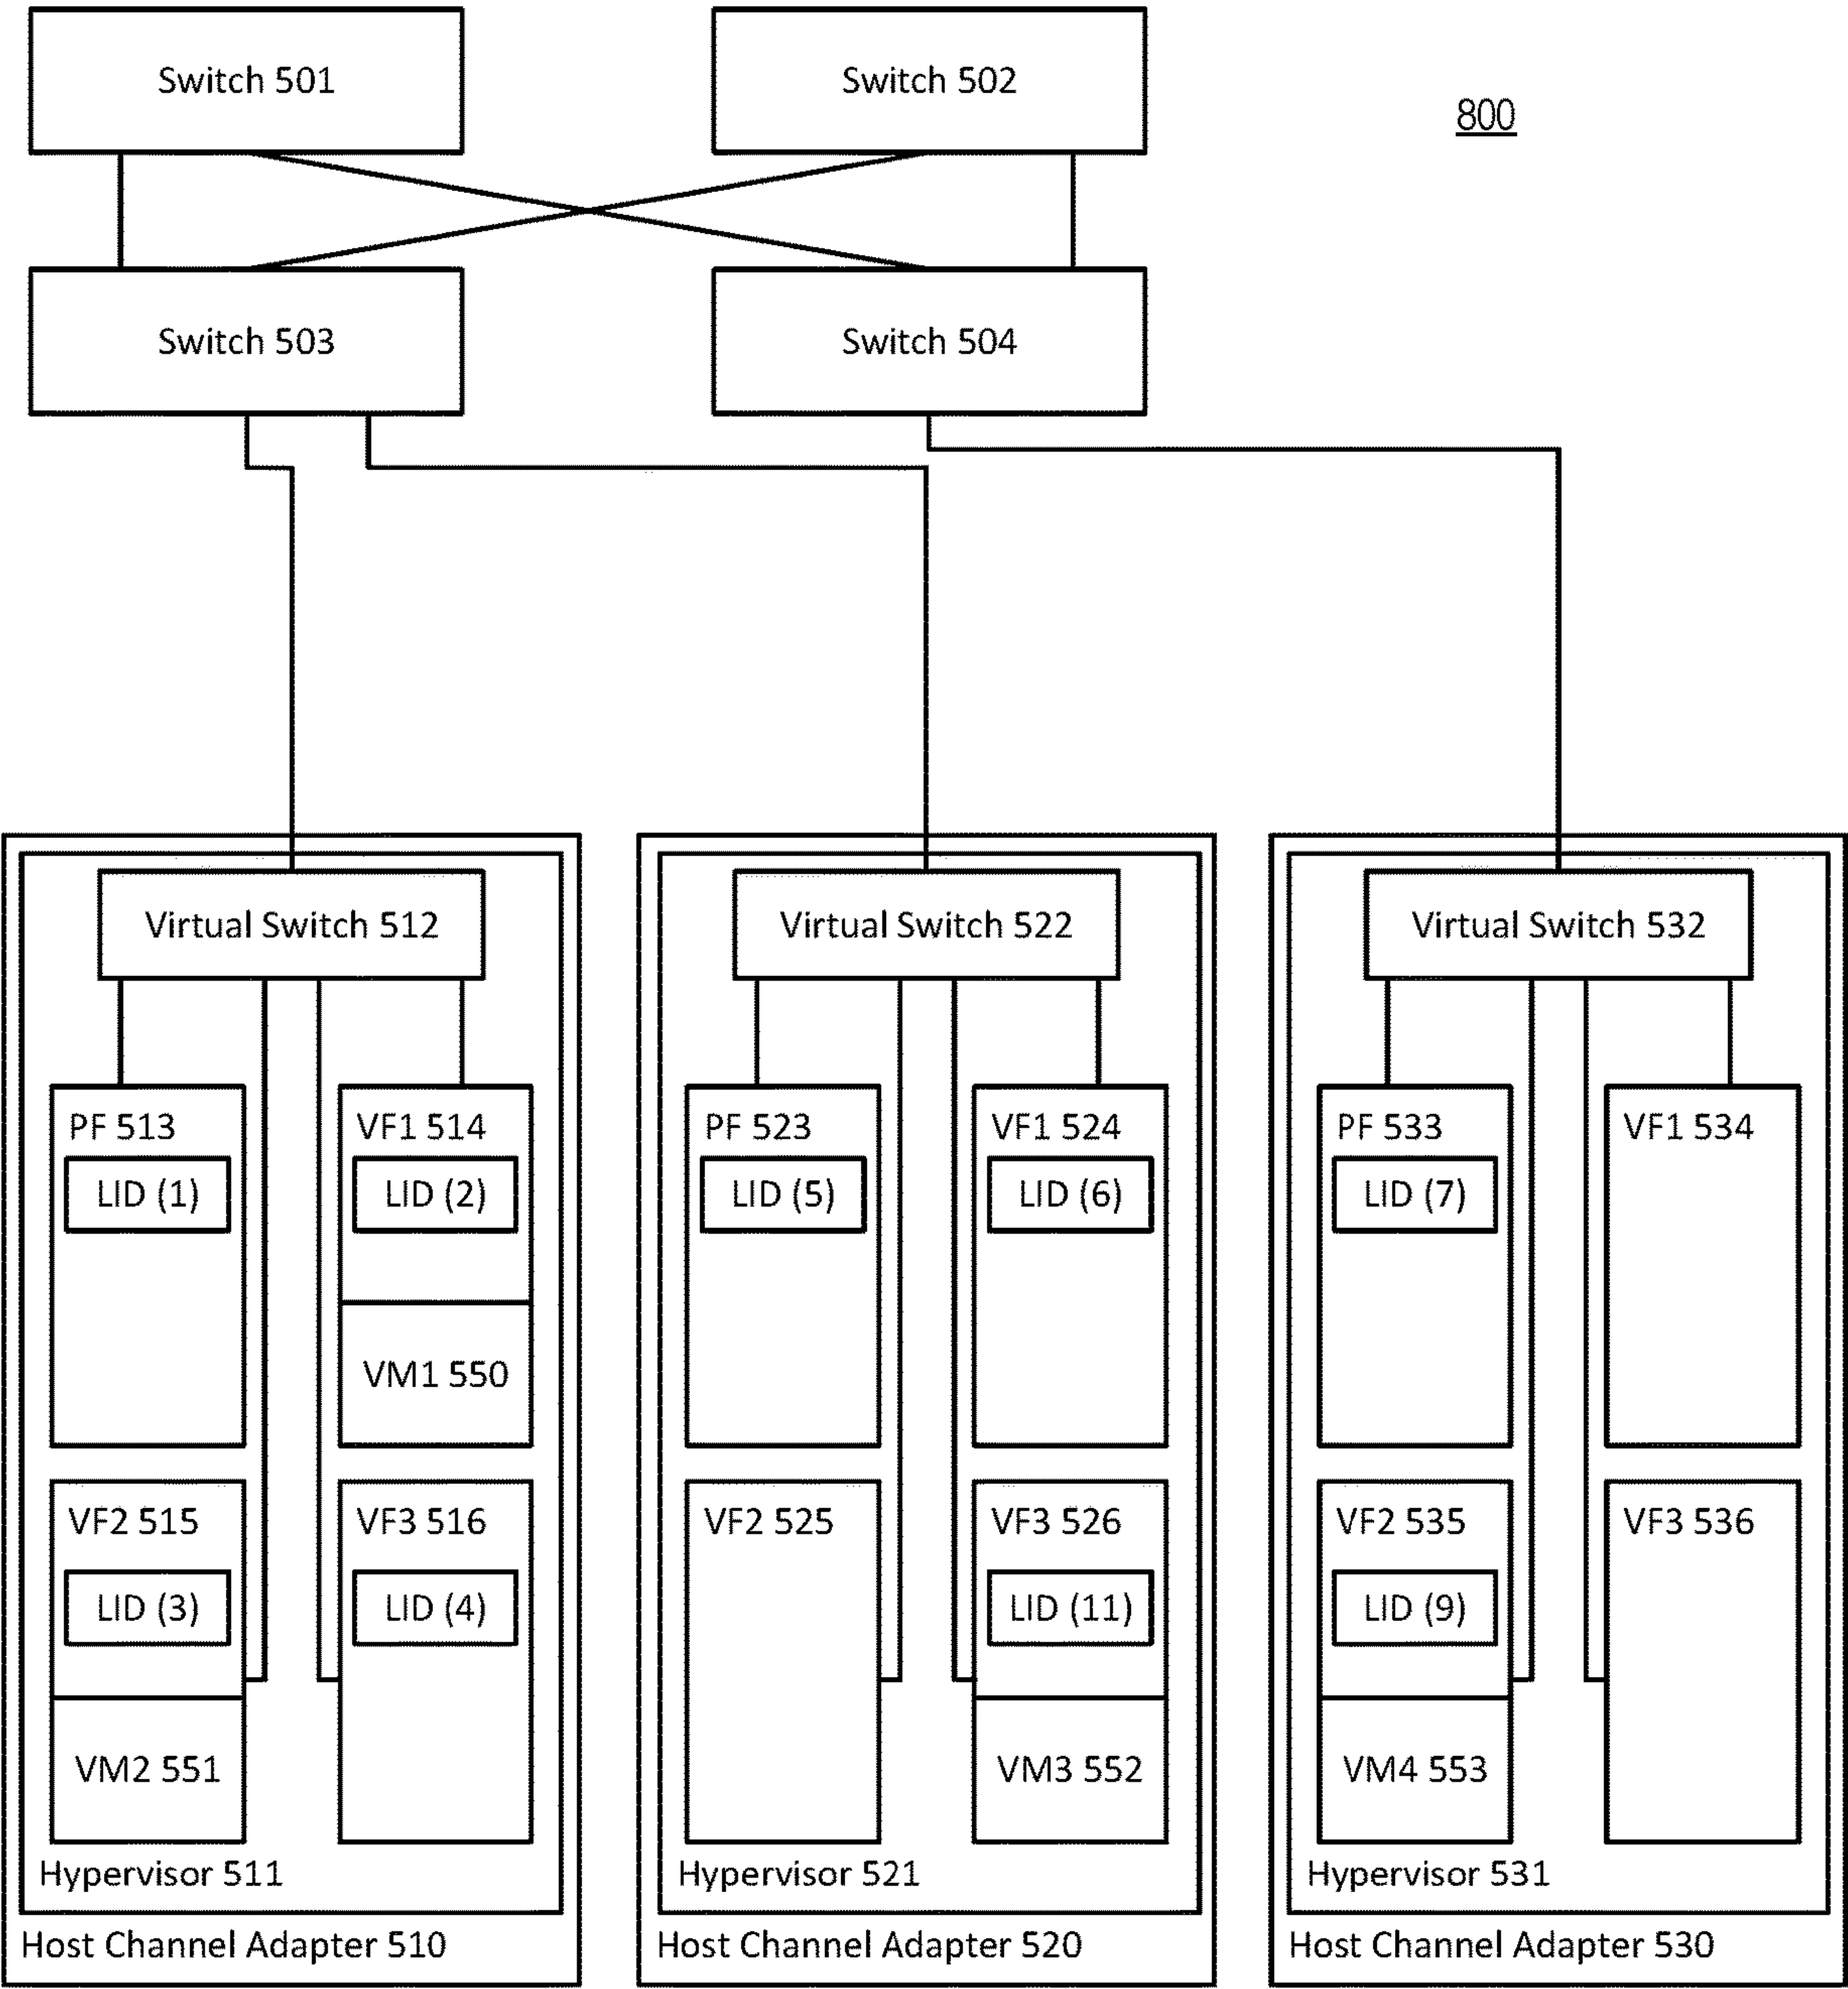 Switch 501
Switch 502
800
Switch 503
Switch 504
Virtual Switch 512
Virtual Switch 522
Virtual Switch 532
PF 513
LID (1)
VF1 514
LID (2)
VM1 550
VF2 515
LID (3)
VM2 551
VF3 516
LID (4)
Hypervisor 511
Host Channel Adapter 510
PF 523
LID (5)
VF1 524
LID (6)
VF2 525
VF3 526
LID (11)
VM3 552
Hypervisor 521
Host Channel Adapter 520
PF 533
LID (7)
VF1 534
VF2 535
LID (9)
VM4 553
VF3 536
Hypervisor 531
Host Channel Adapter 530